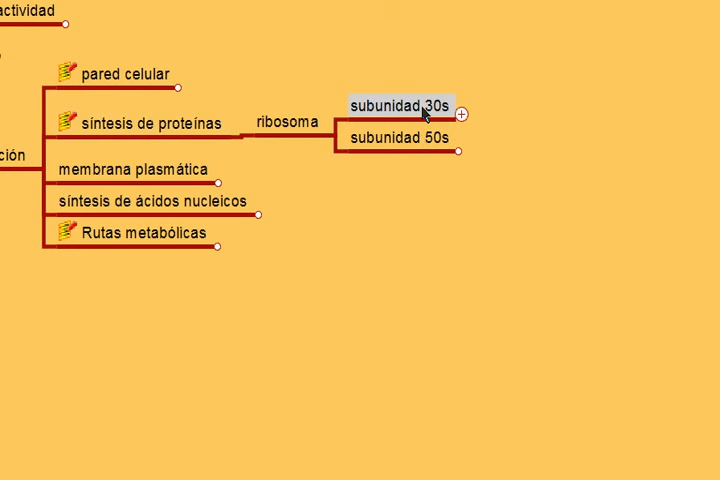 actividad
pared celular
síntesis de proteínas
ribosoma
subunidad 30s
subunidad 50s
ción
membrana plasmática
síntesis de ácidos nucleicos
Rutas metabólicas